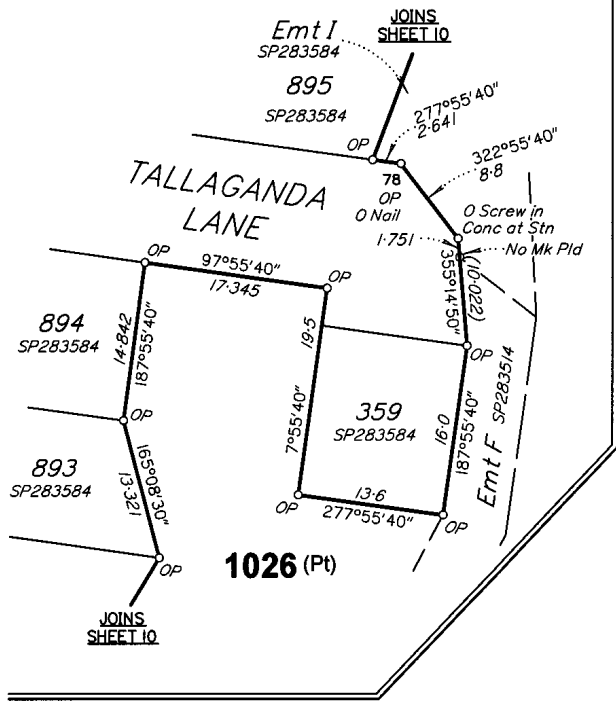 JOINS
SHEET 10
Emt I
SP283584
895
SP283584
277°55'40"
2·641
OP
78
OP
O Nail
322°55'40"
8·8
TALLAGANDA
LANE
O Screw in
Conc at Stn
1·751
No Mk Pld
OP
97°55'40"
17·345
OP
355°14'50"
(10·022)
894
SP283584
14·842
187°55'40"
19·5
7°55'40"
OP
359
SP283584
16·0
187°55'40"
Emt F SP283514
OP
893
SP283584
165°08'30"
13·321
OP
13·6
277°55'40"
OP
OP
1026 (Pt)
JOINS
SHEET 10